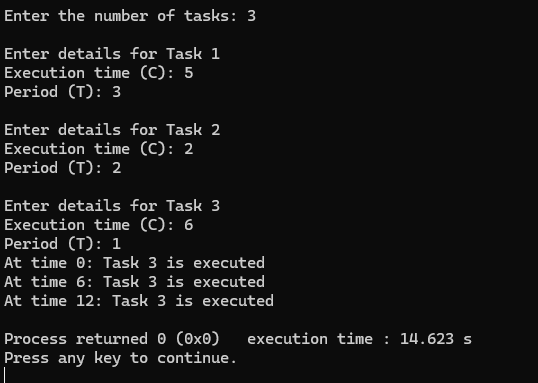 Enter the number of tasks: 3
Enter details for Task 1
Execution time (C): 5
Period (T): 3
Enter details for Task 2
Execution time (C): 2
Period (T): 2
Enter details for Task 3
Execution time (C): 6
Period (T): 1
At time 0: Task 3 is executed
At time 6: Task 3 is executed
At time 12: Task 3 is executed
Process returned 0 (0x0)   execution time : 14.623 s
Press any key to continue.